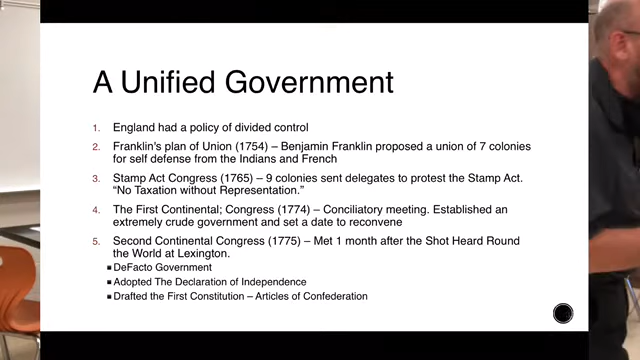 A Unified Government
1. England had a policy of divided control
2. Franklin's plan of Union (1754) – Benjamin Franklin proposed a union of 7 colonies
for self defense from the Indians and French
3. Stamp Act Congress (1765) – 9 colonies sent delegates to protest the Stamp Act.
“No Taxation without Representation.”
4. The First Continental; Congress (1774) – Conciliatory meeting. Established an
extremely crude government and set a date to reconvene
5. Second Continental Congress (1775) – Met 1 month after the Shot Heard Round
the World at Lexington.
▪ DeFacto Government
▪ Adopted The Declaration of Independence
▪ Drafted the First Constitution – Articles of Confederation